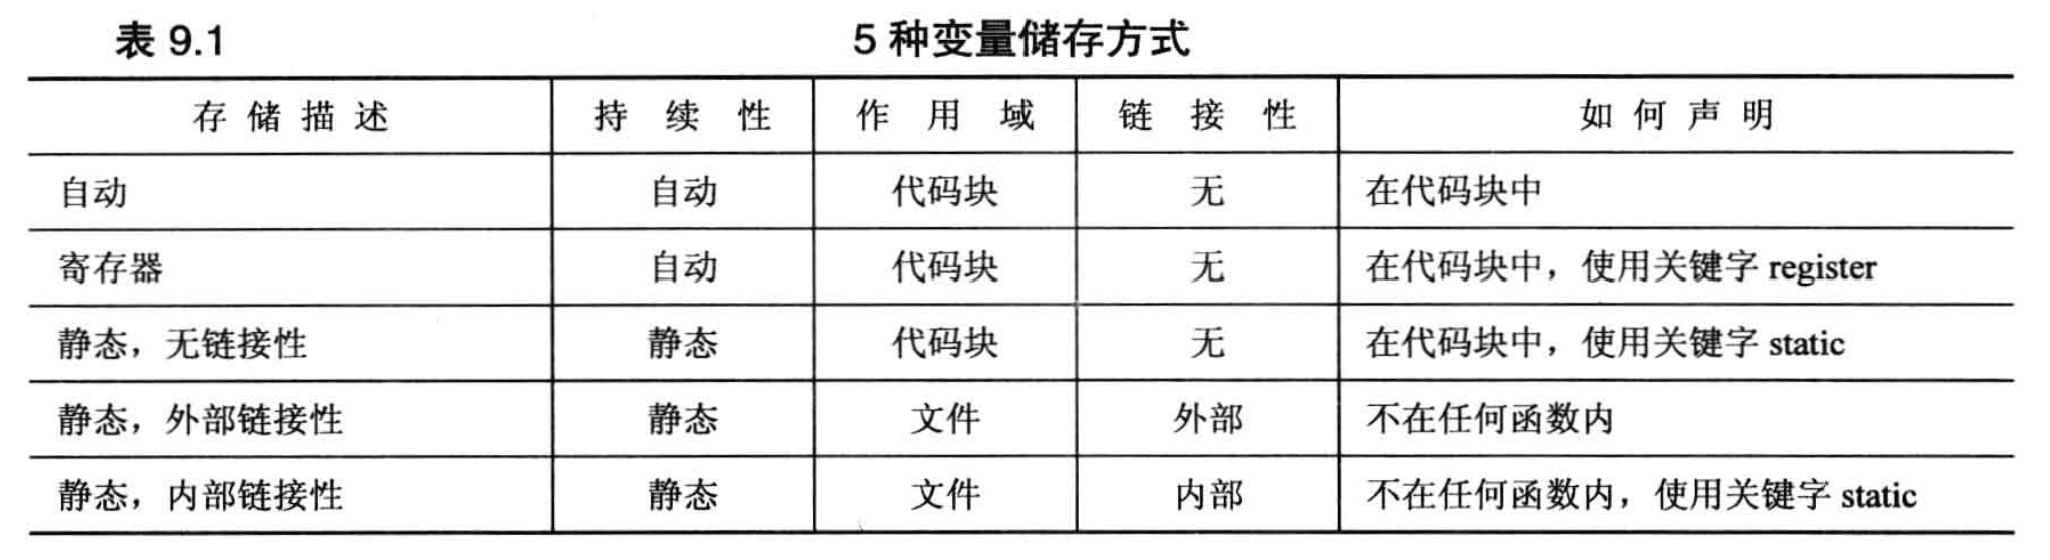 表 9.1 5 种变量储存方式
存储描述 持续性 作用域 链接性 如何声明
自动 自动 代码块 无 在代码块中
寄存器 自动 代码块 无 在代码块中，使用关键字 register
静态，无链接性 静态 代码块 无 在代码块中，使用关键字 static
静态，外部链接性 静态 文件 外部 不在任何函数内
静态，内部链接性 静态 文件 内部 不在任何函数内，使用关键字 static